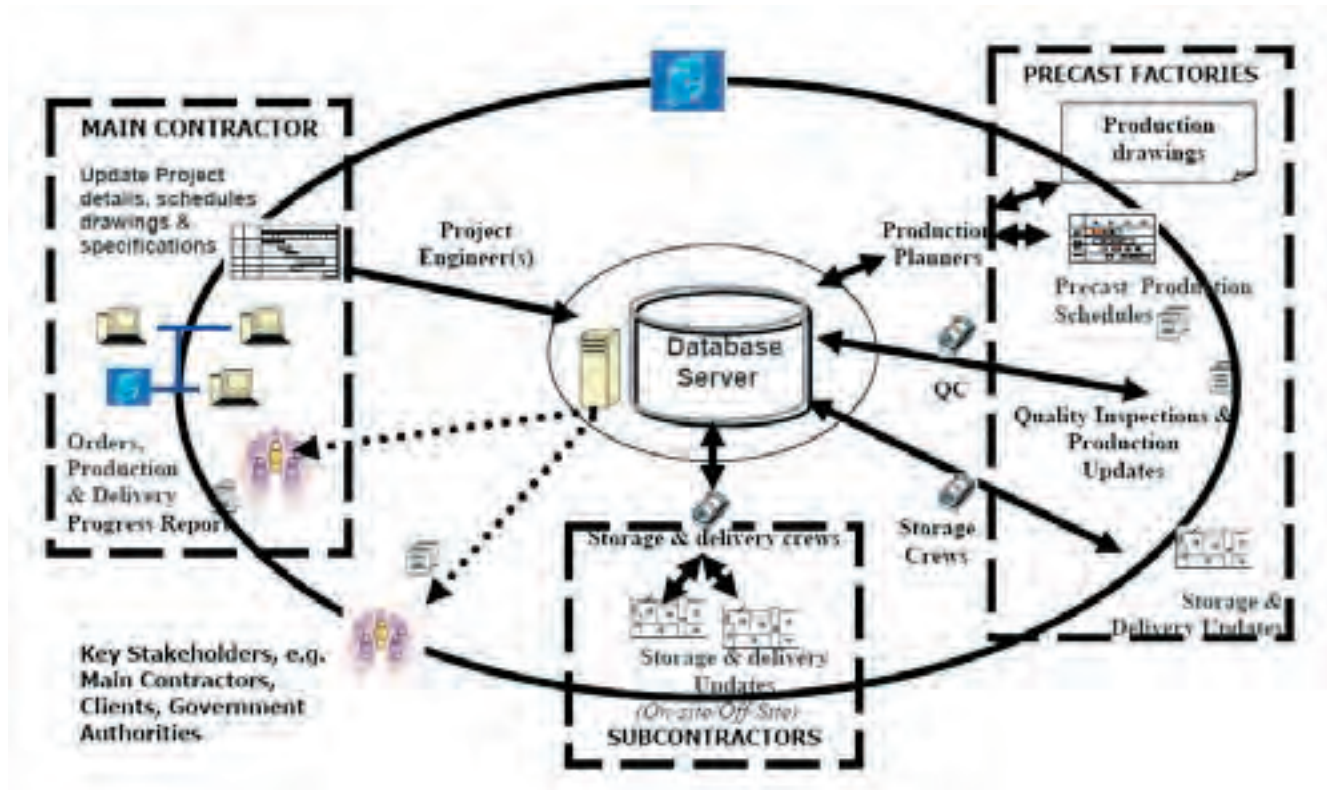 MAIN CONTRACTOR
Update Project
details, schedules
drawings &
specifications
Orders,
Production
& Delivery
Progress Report
Key Stakeholders, e.g.
Main Contractors,
Clients, Government
Authorities
Project
Engineer(s)
Database
Server
Storage & delivery crews
Storage & delivery
Updates
(On-site/Off-Site)
SUBCONTRACTORS
Production
Planners
QC
Storage
Crews
PRECAST FACTORIES
Production
drawings
Precast Production
Schedules
Quality Inspections &
Production
Updates
Storage &
Delivery Updates